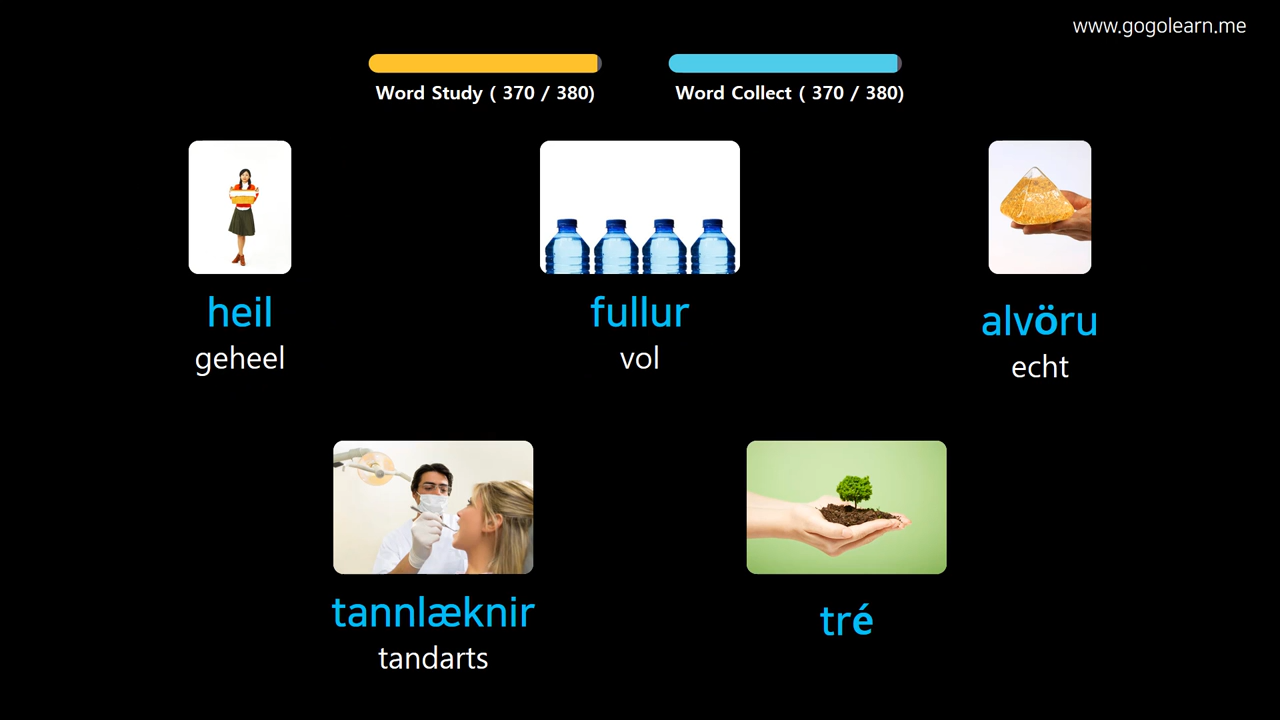 www.gogolearn.me
Word Study ( 370 / 380)
Word Collect ( 370 / 380)
heil
geheel
fullur
vol
alvöru
echt
tannlæknir
tandarts
tré